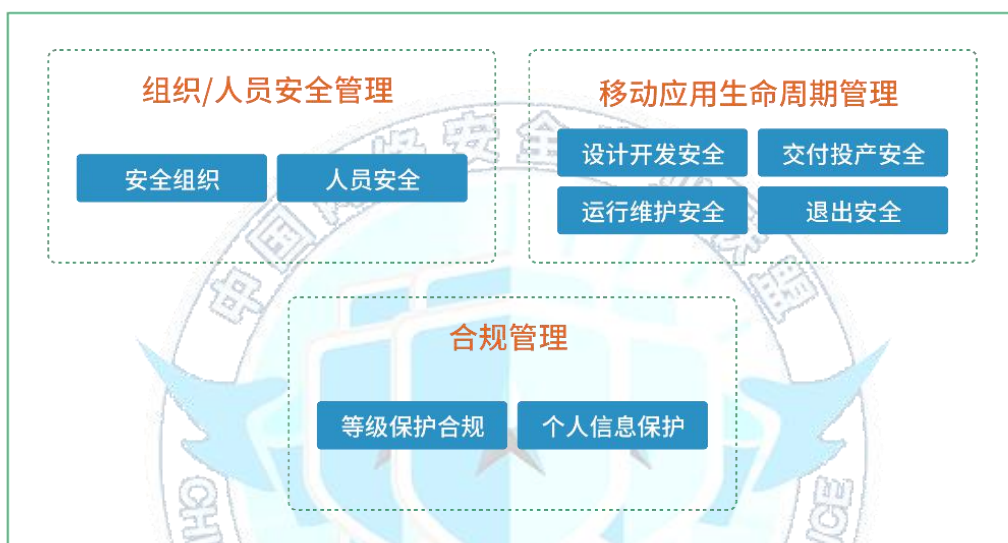 组织/人员安全管理
安全组织
人员安全
移动应用生命周期管理
设计开发安全
交付投产安全
运行维护安全
退出安全
合规管理
等级保护合规
个人信息保护